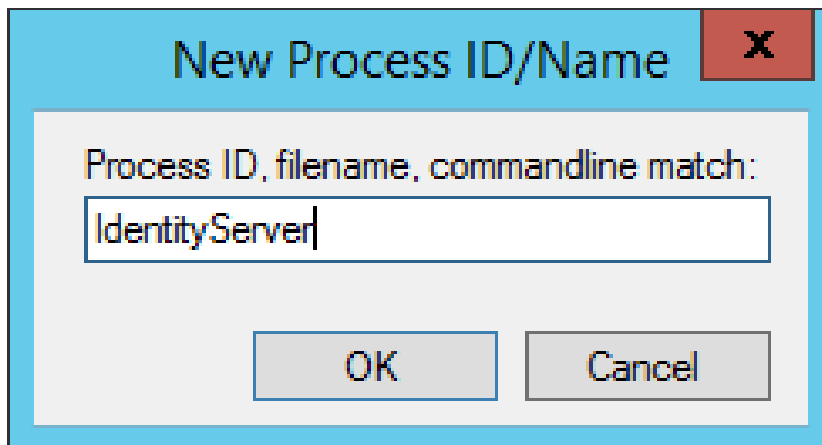 New Process ID/Name
x
Process ID, filename, commandline match:
IdentityServer
OK Cancel